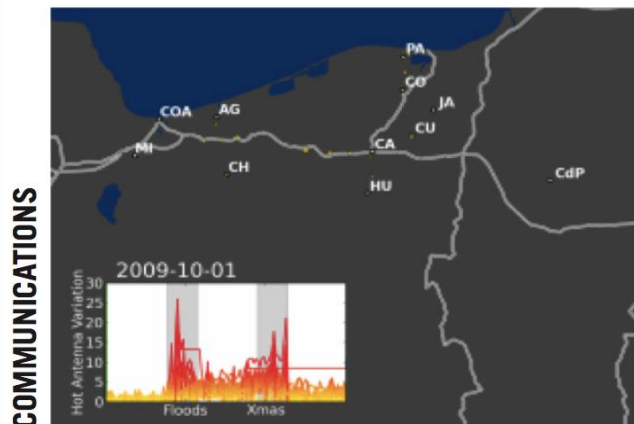 COMMUNICATIONS
PA
CO
COA
AG
JA
MI
CU
CA
CH
CdP
HU
2009-10-01
Hot Antenna Variation
30
25
20
15
10
5
0
Floods Xmas